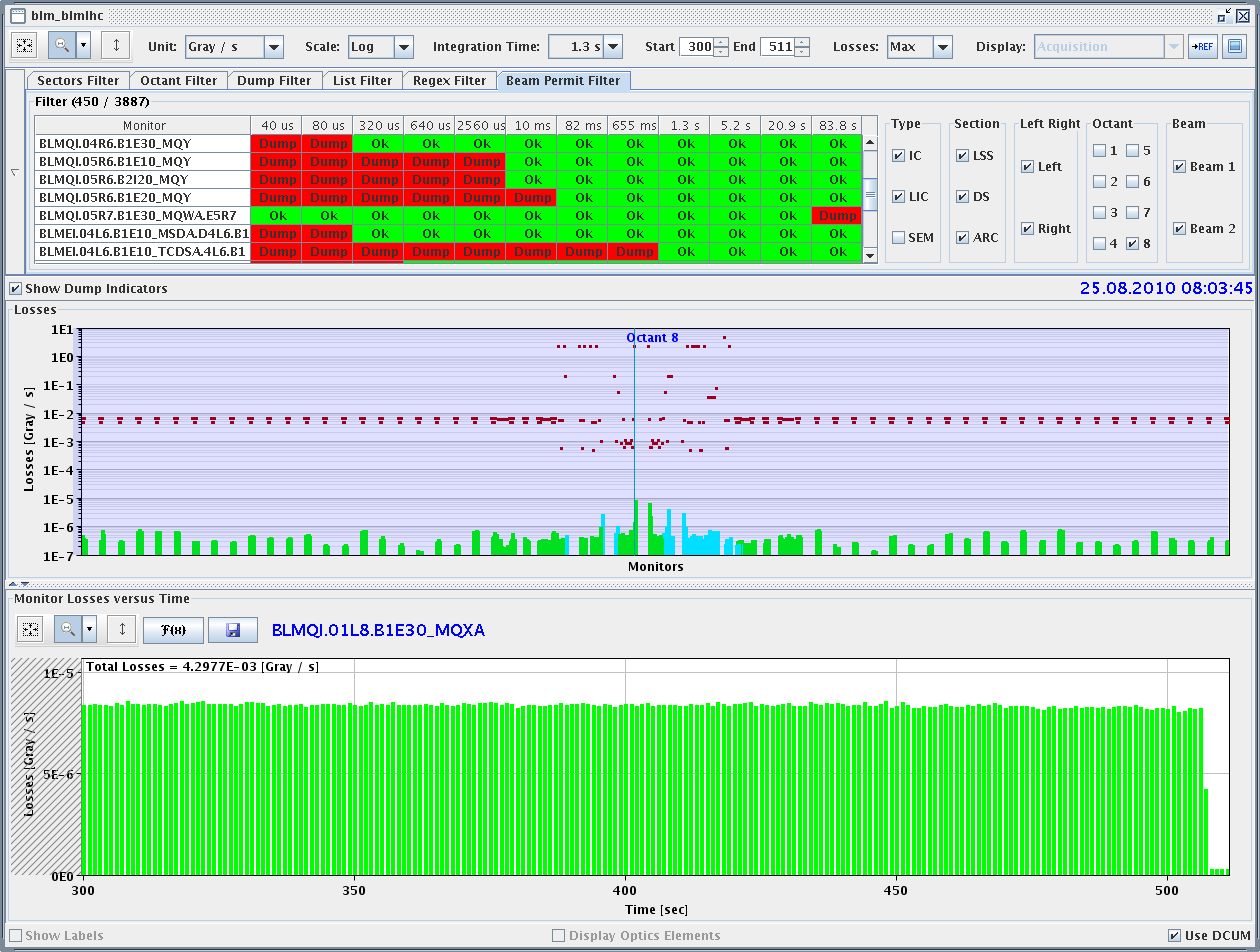 blm_blmlhc
Unit: Gray / s Scale: Log Integration Time: 1.3 s Start 300 End 511 Losses: Max Display: Acquisition →REF
Sectors Filter Octant Filter Dump Filter List Filter Regex Filter Beam Permit Filter
Filter (450 / 3887)
Monitor 40 us 80 us 320 us 640 us 2560 us 10 ms 82 ms 655 ms 1.3 s 5.2 s 20.9 s 83.8 s
BLMQI.04R6.B1E30_MQY Dump Dump Ok Ok Ok Ok Ok Ok Ok Ok Ok Ok
BLMQI.05R6.B1E10_MQY Dump Dump Dump Dump Dump Ok Ok Ok Ok Ok Ok Ok
BLMQI.05R6.B2I20_MQY Dump Dump Dump Dump Dump Ok Ok Ok Ok Ok Ok Ok
BLMQI.05R6.B1E20_MQY Dump Dump Dump Dump Dump Dump Ok Ok Ok Ok Ok Ok
BLMQI.05R7.B1E30_MQWA.E5R7 Ok Ok Ok Ok Ok Ok Ok Ok Ok Ok Ok Dump
BLMEI.04L6.B1E10_MSDA.D4L6.B1 Dump Dump Ok Ok Ok Ok Ok Ok Ok Ok Ok Ok
BLMEI.04L6.B1E10_TCDSA.4L6.B1 Dump Dump Dump Dump Dump Dump Dump Dump Ok Ok Ok Ok
Type Section Left Right Octant Beam
IC LSS Left 1 5 Beam 1
LIC DS 2 6
SEM ARC Right 3 7 Beam 2
4 8
Show Dump Indicators 25.08.2010 08:03:45
Losses
Octant 8
Losses [Gray / s]
1E1
1E0
1E-1
1E-2
1E-3
1E-4
1E-5
1E-6
1E-7
Monitors
Monitor Losses versus Time
F(x) BLMQI.01L8.B1E30_MQXA
Total Losses = 4.2977E-03 [Gray / s]
Losses [Gray / s]
1E-5
5E-6
0E0
300 350 400 450 500
Time [sec]
Show Labels Display Optics Elements Use DCUM